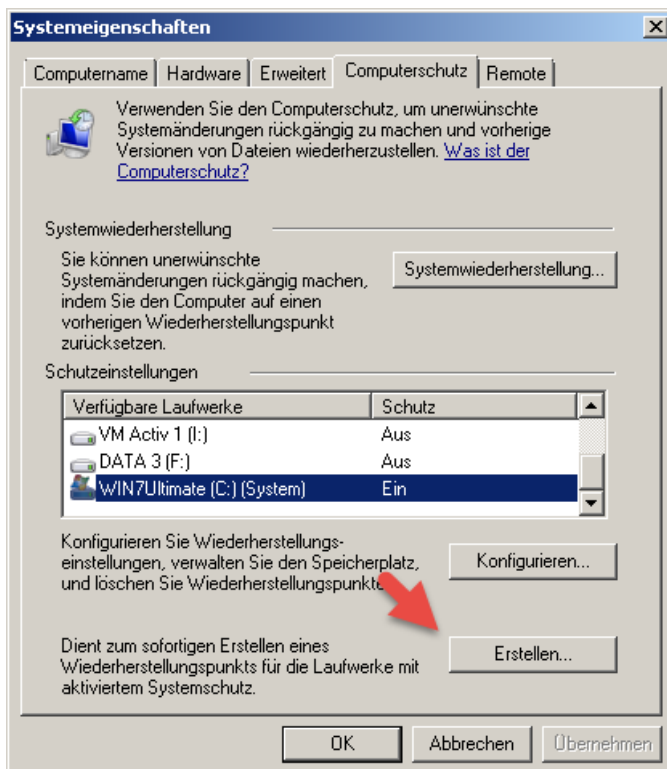 Systemeigenschaften
Computername Hardware Erweitert Computerschutz Remote
Verwenden Sie den Computerschutz, um unerwünschte
Systemänderungen rückgängig zu machen und vorherige
Versionen von Dateien wiederherzustellen. Was ist der
Computerschutz?
Systemwiederherstellung
Sie können unerwünschte
Systemänderungen rückgängig machen,
indem Sie den Computer auf einen
vorherigen Wiederherstellungspunkt
zurücksetzen.
Systemwiederherstellung...
Schutzeinstellungen
Verfügbare Laufwerke Schutz
VM Activ 1 (I:) Aus
DATA 3 (F:) Aus
WIN7Ultimate (C:) (System) Ein
Konfigurieren Sie Wiederherstellungs-
einstellungen, verwalten Sie den Speicherplatz,
und löschen Sie Wiederherstellungspunkte
Konfigurieren...
Dient zum sofortigen Erstellen eines
Wiederherstellungspunkts für die Laufwerke mit
aktiviertem Systemschutz.
Erstellen...
OK Abbrechen Übernehmen